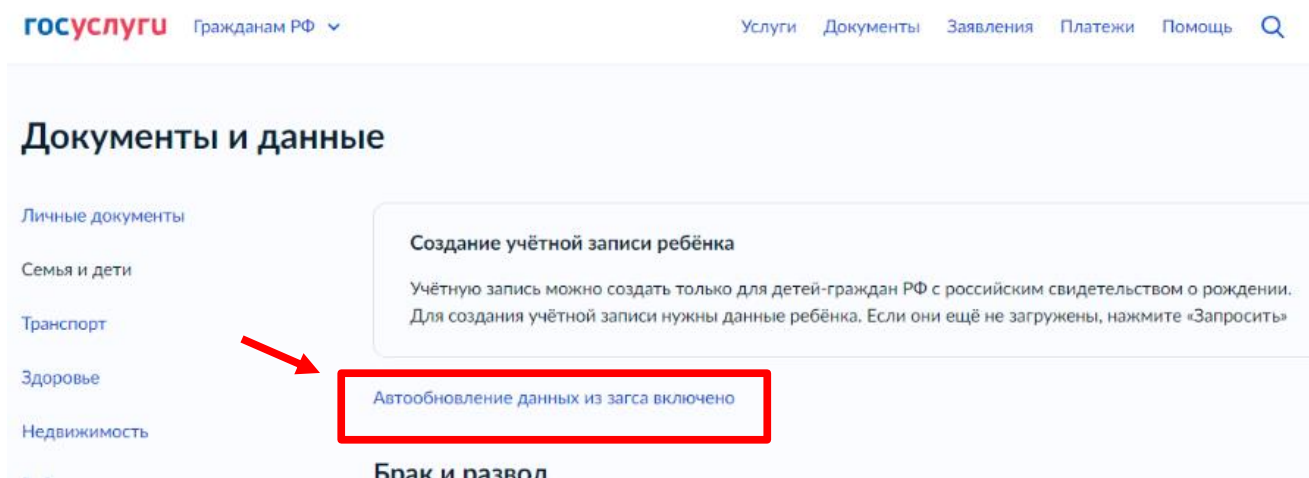 госуслуги Гражданам РФ Услуги Документы Заявления Платежи Помощь
Документы и данные
Личные документы
Семья и дети
Транспорт
Здоровье
Недвижимость
Создание учётной записи ребёнка
Учётную запись можно создать только для детей-граждан РФ с российским свидетельством о рождении.
Для создания учётной записи нужны данные ребёнка. Если они ещё не загружены, нажмите «Запросить»
Автообновление данных из загса включено
Брак и развод